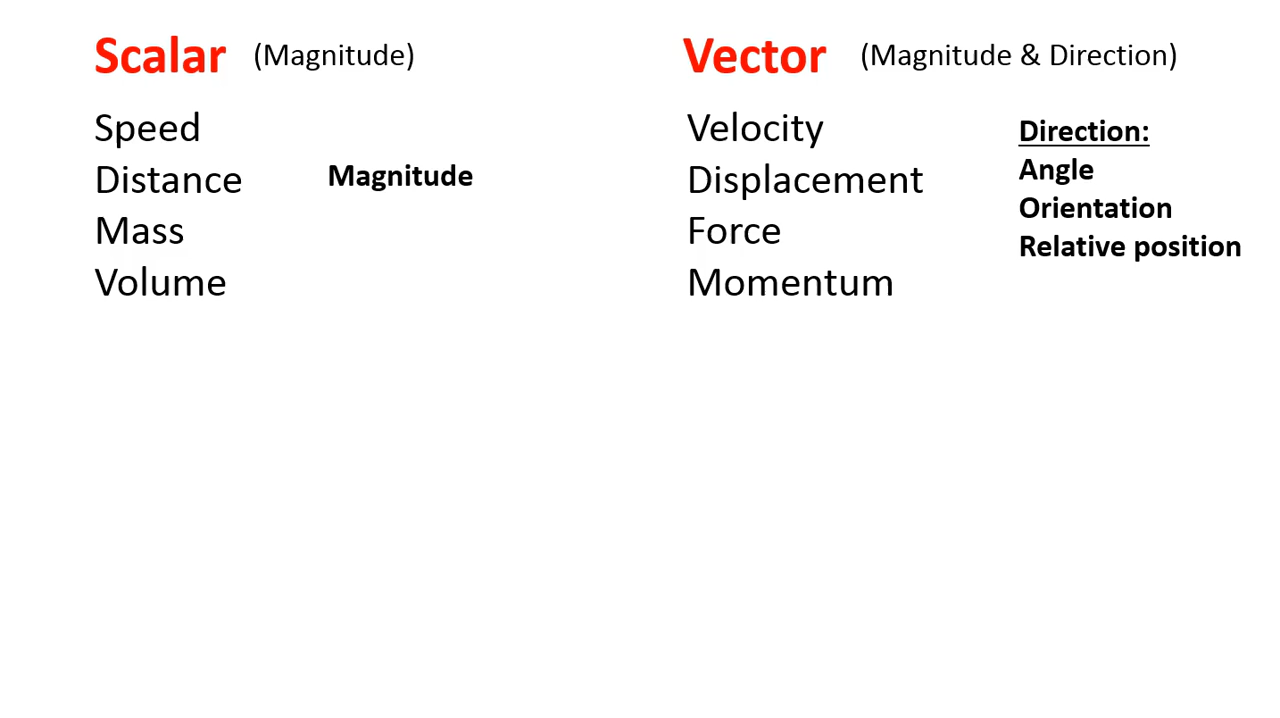 Scalar (Magnitude)
Speed
Distance
Mass
Volume
Magnitude
Vector (Magnitude & Direction)
Velocity
Displacement
Force
Momentum
Direction:
Angle
Orientation
Relative position